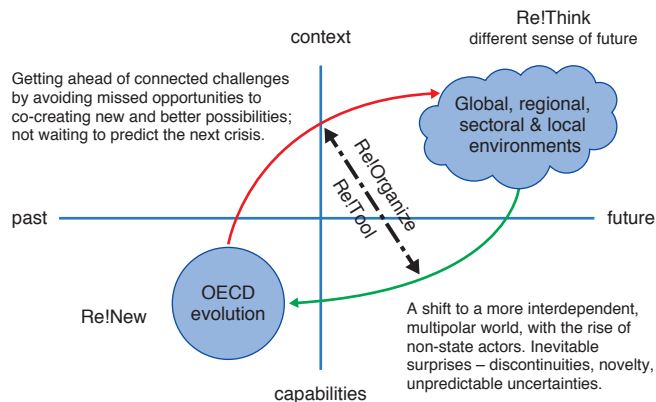 Re!Think
different sense of future
context
Getting ahead of connected challenges
by avoiding missed opportunities to
co-creating new and better possibilities;
not waiting to predict the next crisis.
Global, regional,
sectoral & local
environments
Re!Organize
Re!Tool
past
future
OECD
evolution
Re!New
A shift to a more interdependent,
multipolar world, with the rise of
non-state actors. Inevitable
surprises – discontinuities, novelty,
unpredictable uncertainties.
capabilities